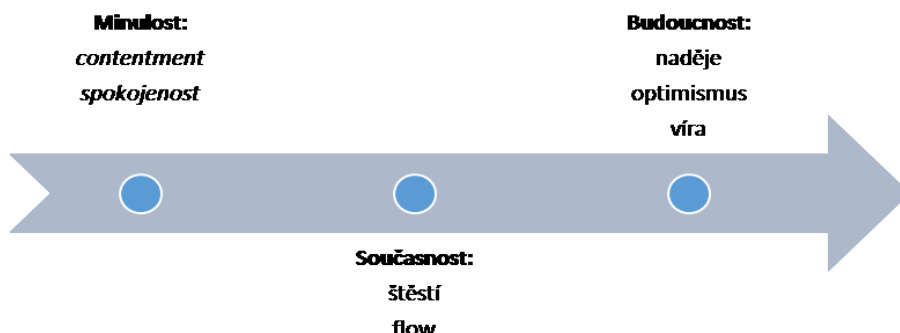 Minulost:
contentment
spokojenost
Budoucnost:
naděje
optimismus
víra
Současnost:
štěstí
flow